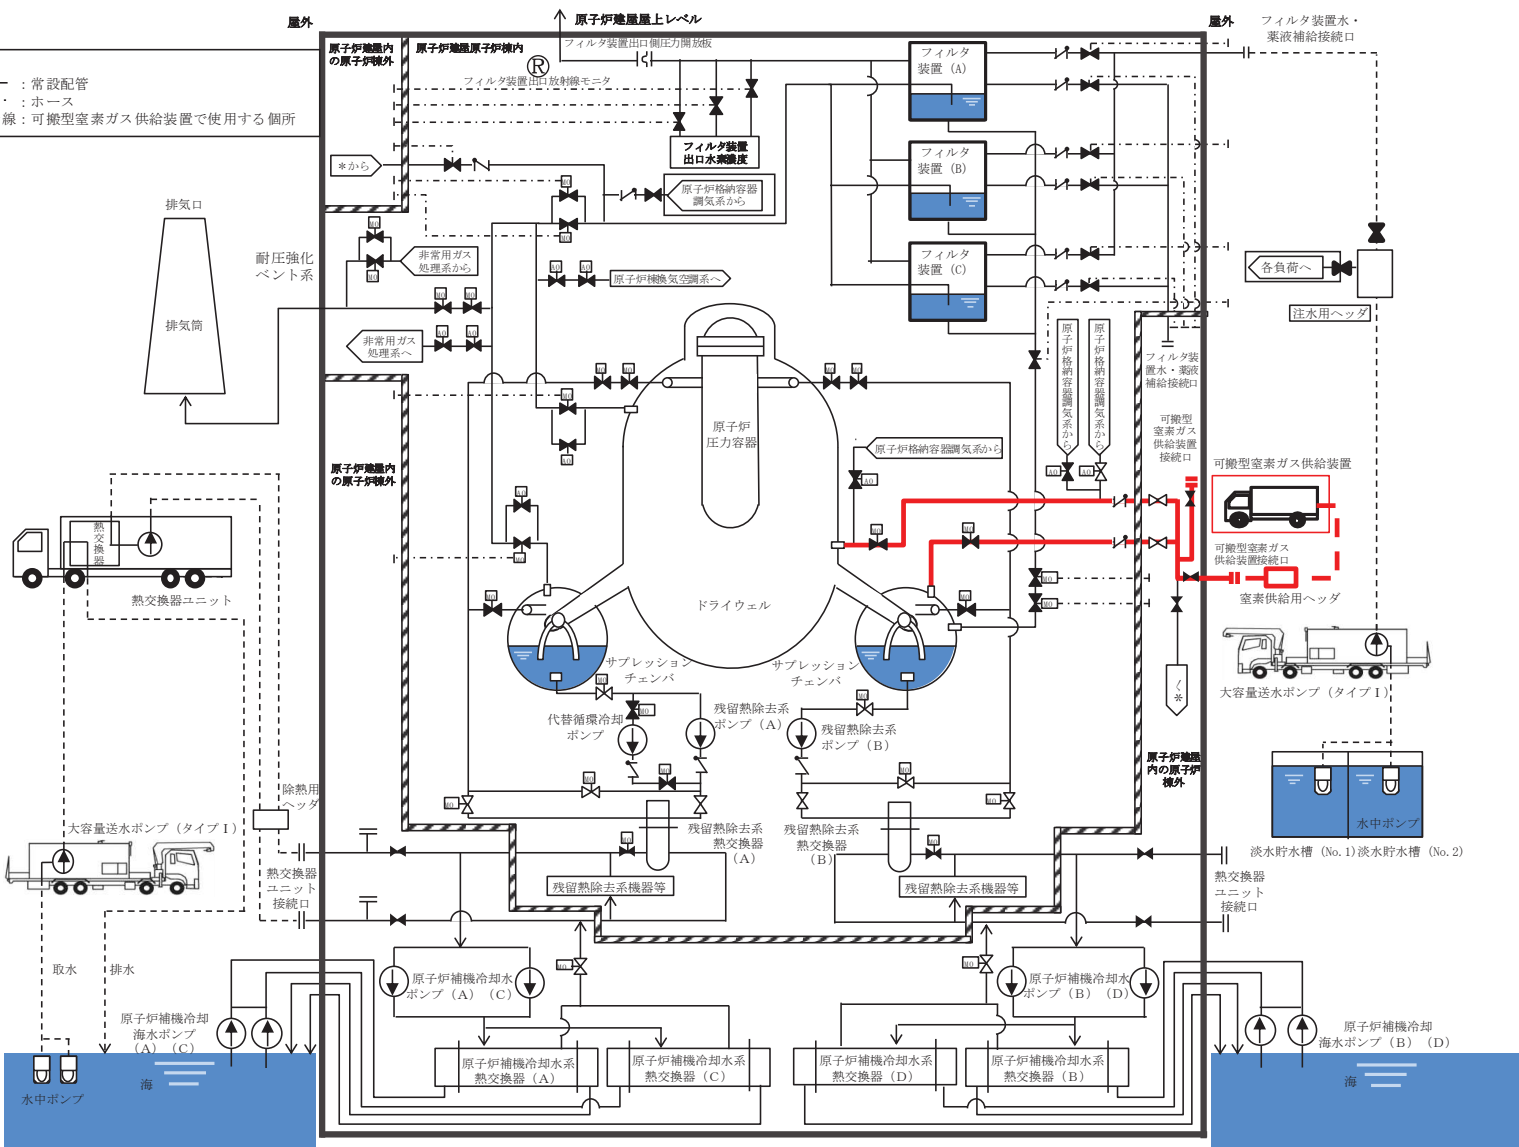 屋外
原子炉建屋屋上レベル
屋外
フィルタ装置水・
薬液補給接続口
原子炉建屋内
の原子炉棟外
原子炉建屋原子炉棟内
フィルタ装置出口側圧力開放板
R
フィルタ装置出口放射線モニタ
：常設配管
：ホース
線：可搬型窒素ガス供給装置で使用する個所
フィルタ
装置（A）
フィルタ
装置（B）
フィルタ
装置（C）
フィルタ装置
出口水素濃度
＊から
原子炉格納容器
調気系から
排気口
耐圧強化
ベント系
非常用ガス
処理系から
原子炉棟換気空調系へ
排気筒
非常用ガス
処理系へ
各負荷へ
注水用ヘッダ
原子炉格納容器調気系から
原子炉格納容器調気系から
フィルタ装
置水・薬液
補給接続口
原子炉
圧力容器
原子炉格納容器調気系から
可搬型
窒素ガス
供給装置
接続口
可搬型窒素ガス供給装置
原子炉建屋内
の原子炉棟外
熱交換器
熱交換器ユニット
可搬型窒素ガス
供給装置接続口
窒素供給用ヘッダ
ドライウェル
サプレッション
チェンバ
サプレッション
チェンバ
大容量送水ポンプ（タイプⅠ）
代替循環冷却
ポンプ
残留熱除去系
ポンプ（A）
残留熱除去系
ポンプ（B）
原子炉建屋
内の原子炉
棟外
除熱用
ヘッダ
大容量送水ポンプ（タイプⅠ）
残留熱除去系
熱交換器
（A）
残留熱除去系
熱交換器
（B）
水中ポンプ
淡水貯水槽（No.1）
淡水貯水槽（No.2）
熱交換器
ユニット
接続口
残留熱除去系機器等
残留熱除去系機器等
熱交換器
ユニット
接続口
取水
排水
原子炉補機冷却水
ポンプ（A）（C）
原子炉補機冷却水
ポンプ（B）（D）
原子炉補機冷却
海水ポンプ
（A）（C）
原子炉補機冷却
海水ポンプ（B）（D）
原子炉補機冷却水系
熱交換器（A）
原子炉補機冷却水系
熱交換器（C）
原子炉補機冷却水系
熱交換器（D）
原子炉補機冷却水系
熱交換器（B）
海
海
水中ポンプ